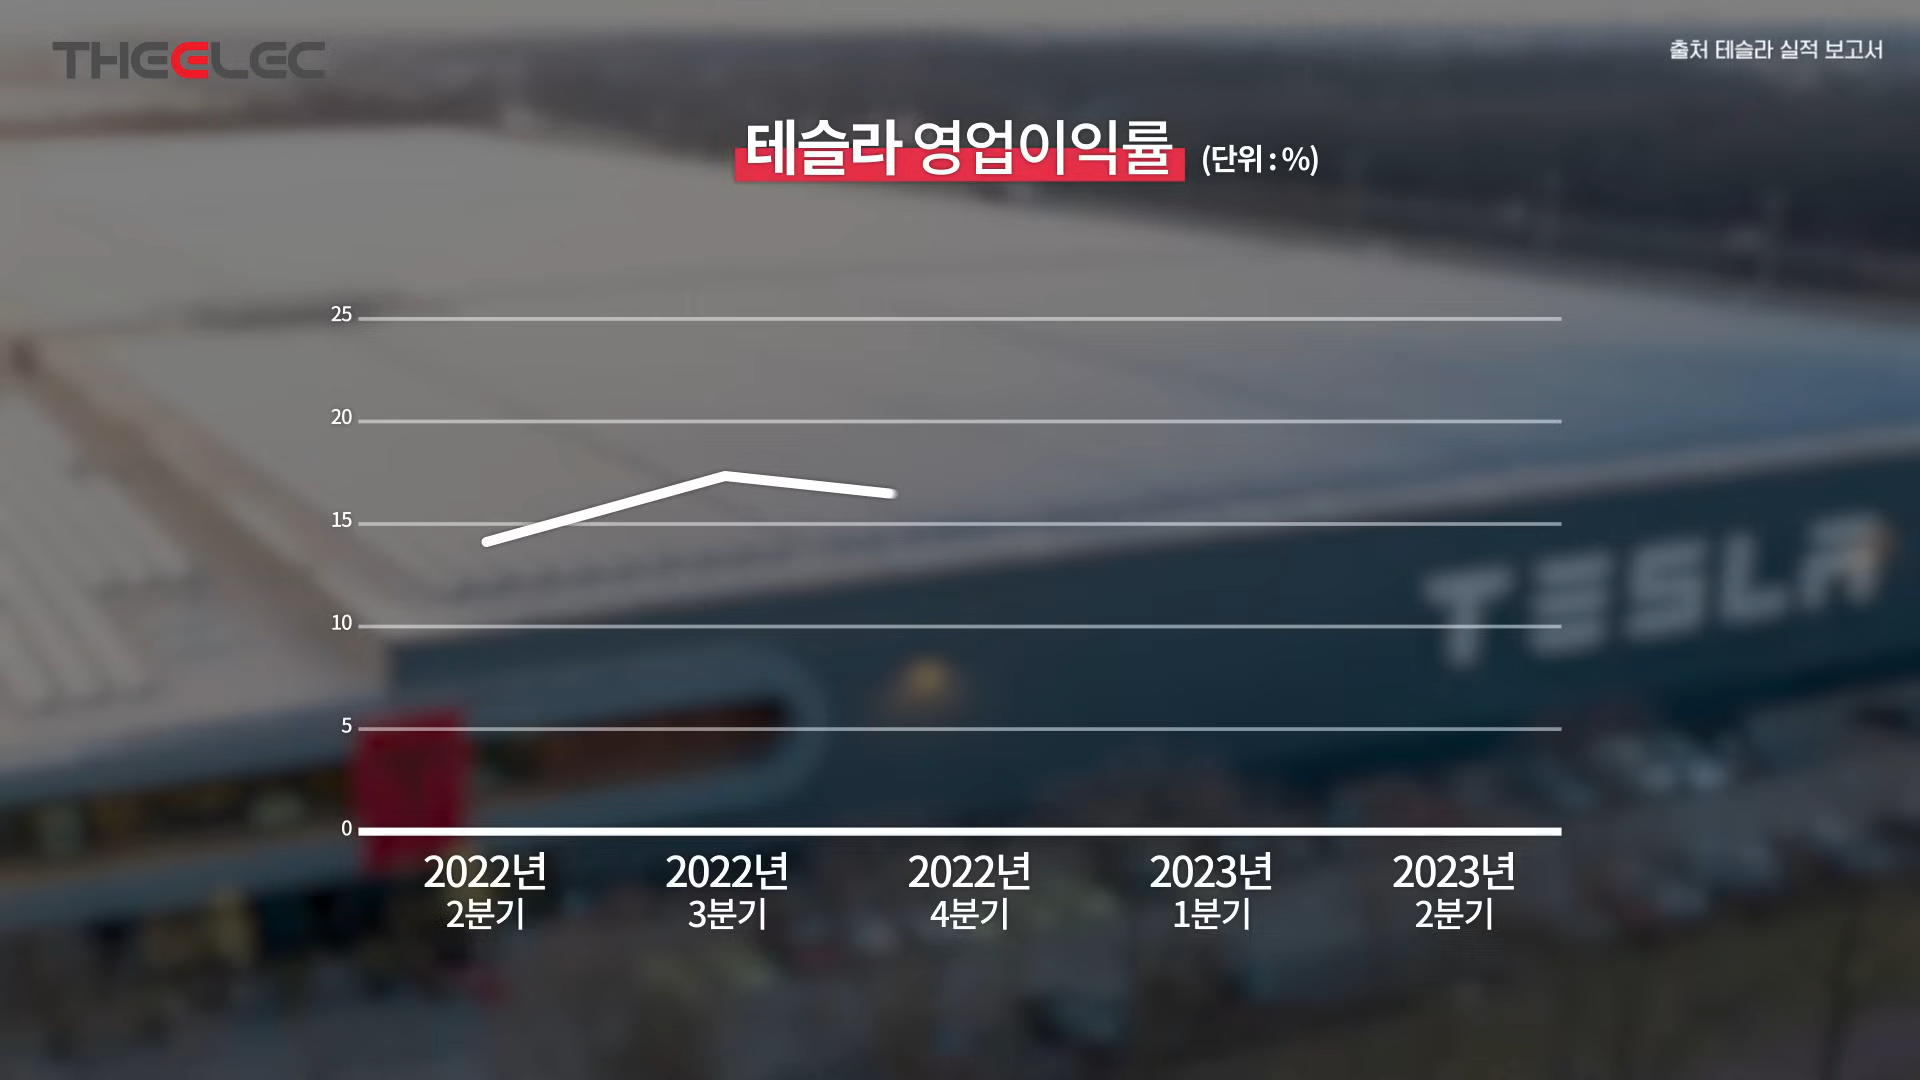 THEELEC
출처 테슬라 실적 보고서
테슬라 영업이익률 (단위 : %)
25
20
15
10
5
0
2022년 2022년 2022년 2023년 2023년
2분기 3분기 4분기 1분기 2분기
TESLA